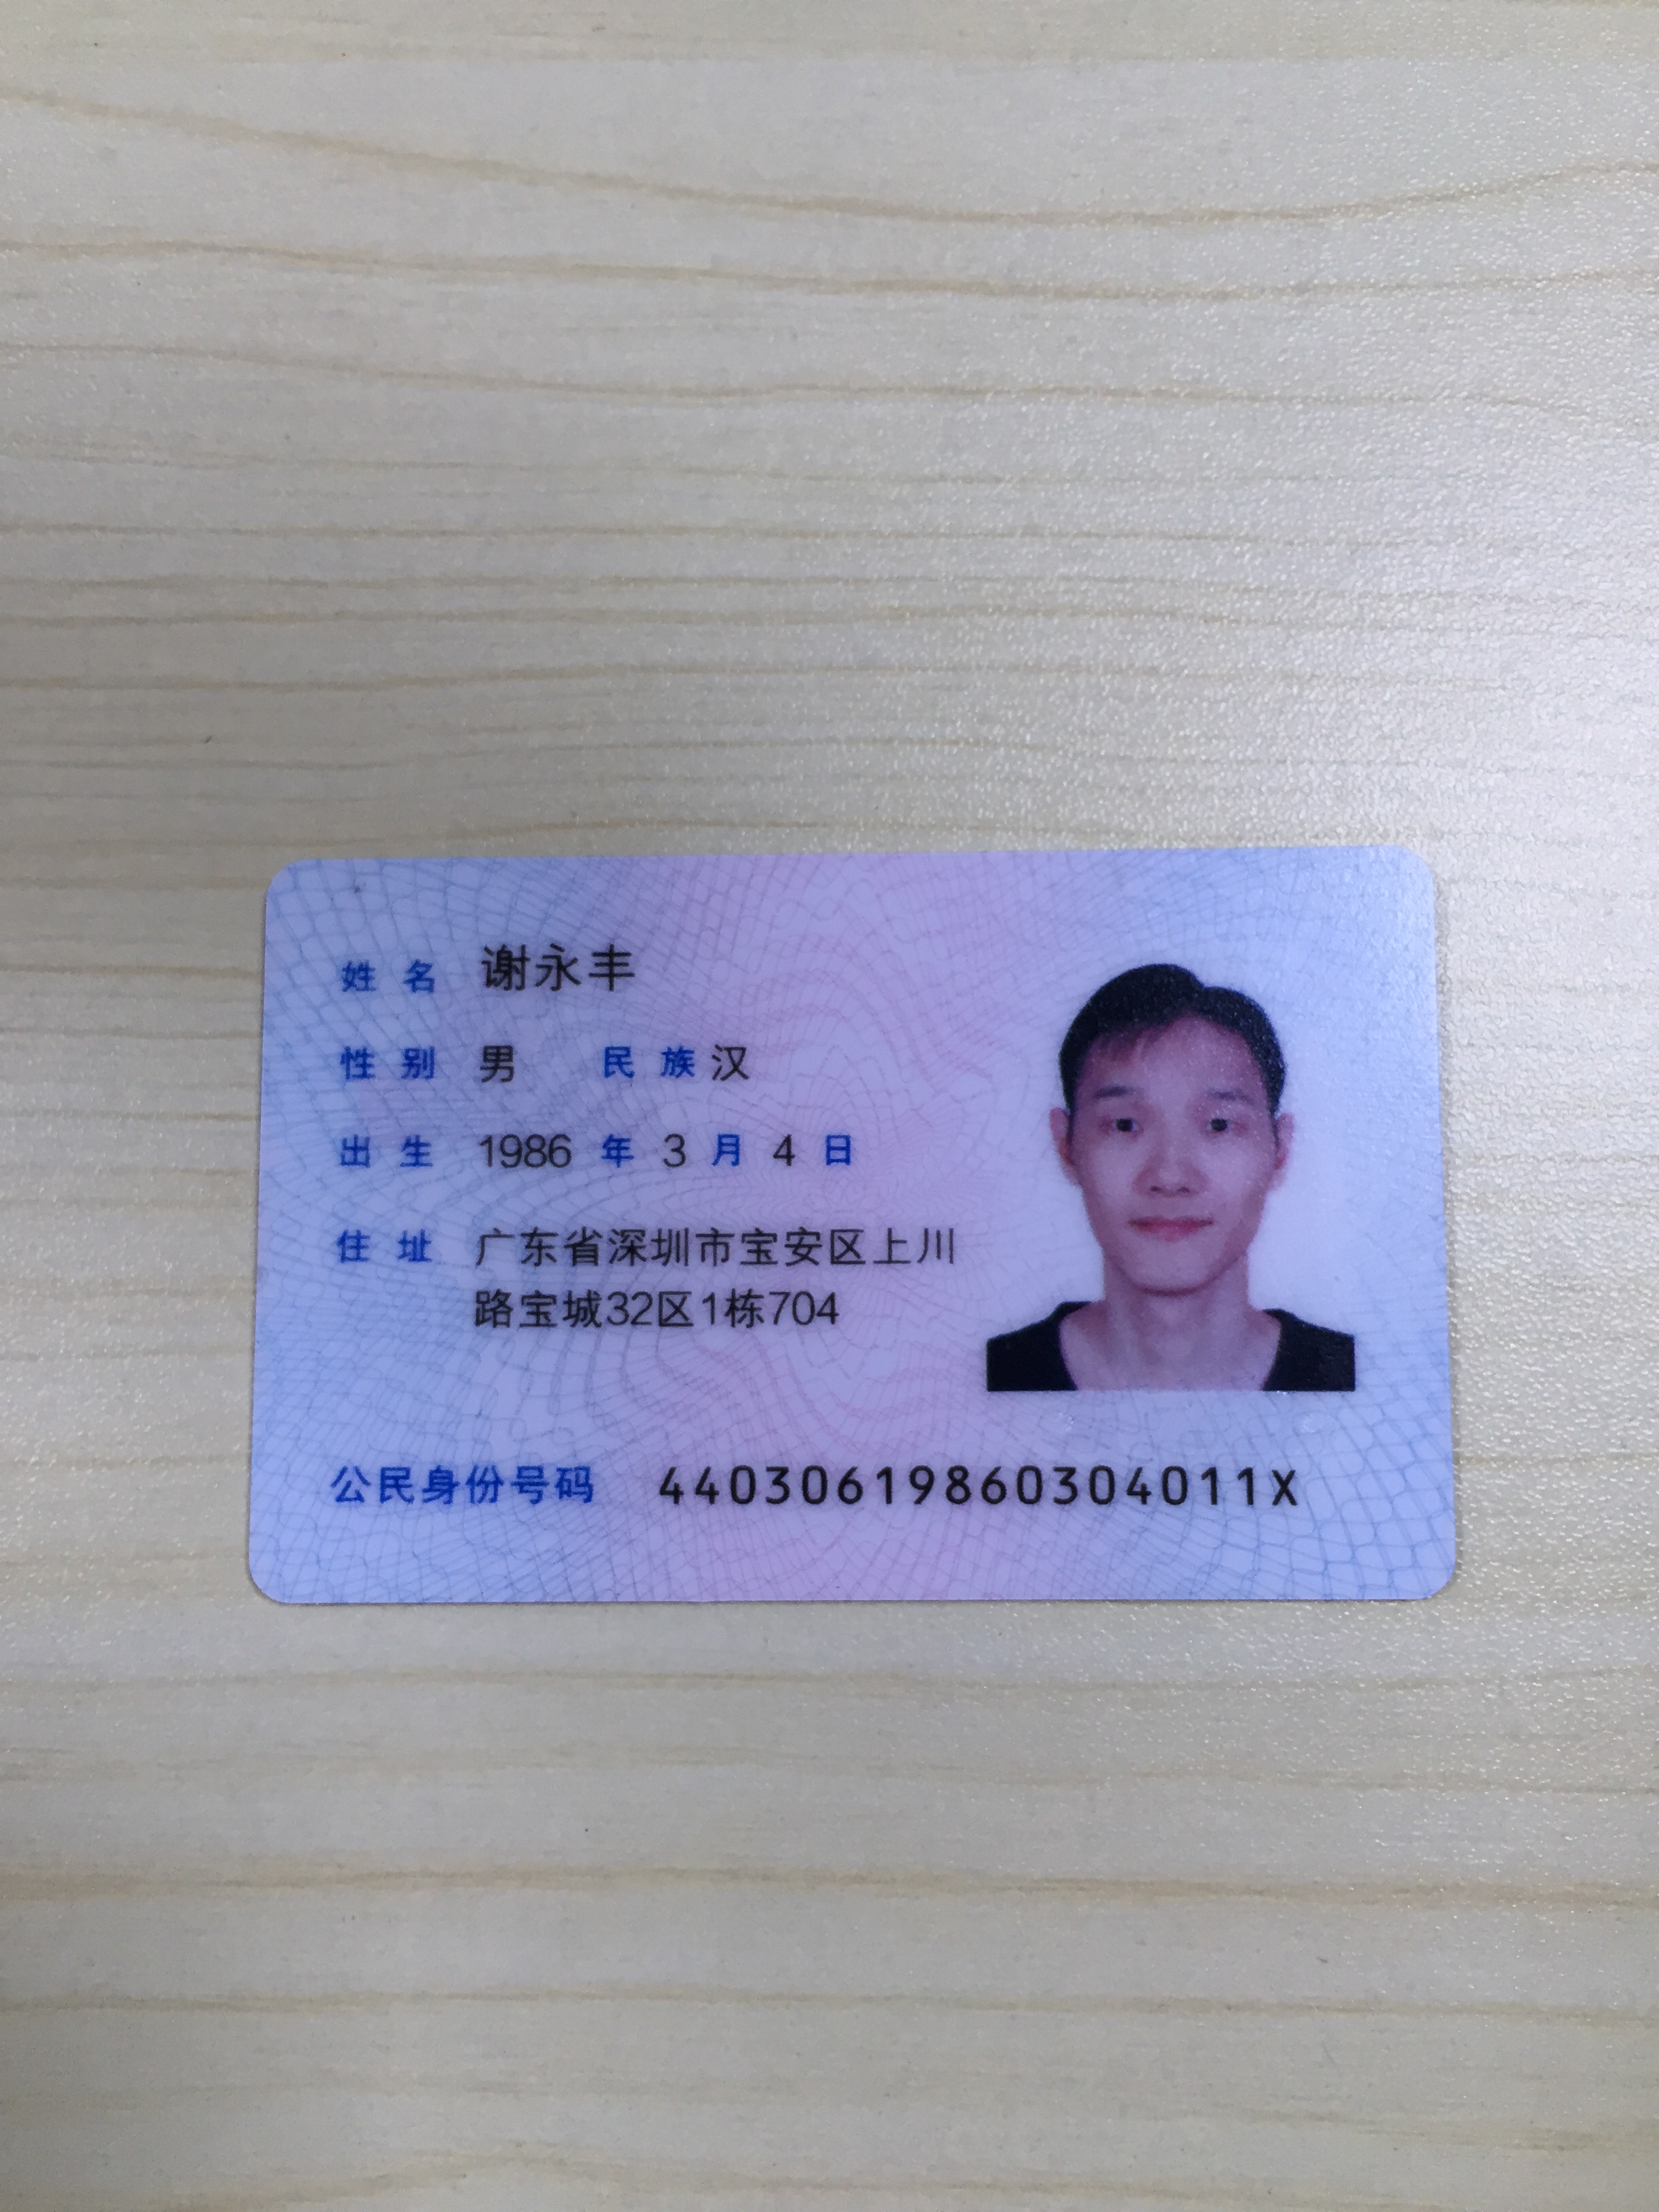 姓名 谢永丰
性别 男 民族 汉
出生 1986 年 3 月 4 日
住址 广东省深圳市宝安区上川
路宝城32区1栋704
公民身份号码 44030619860304011X